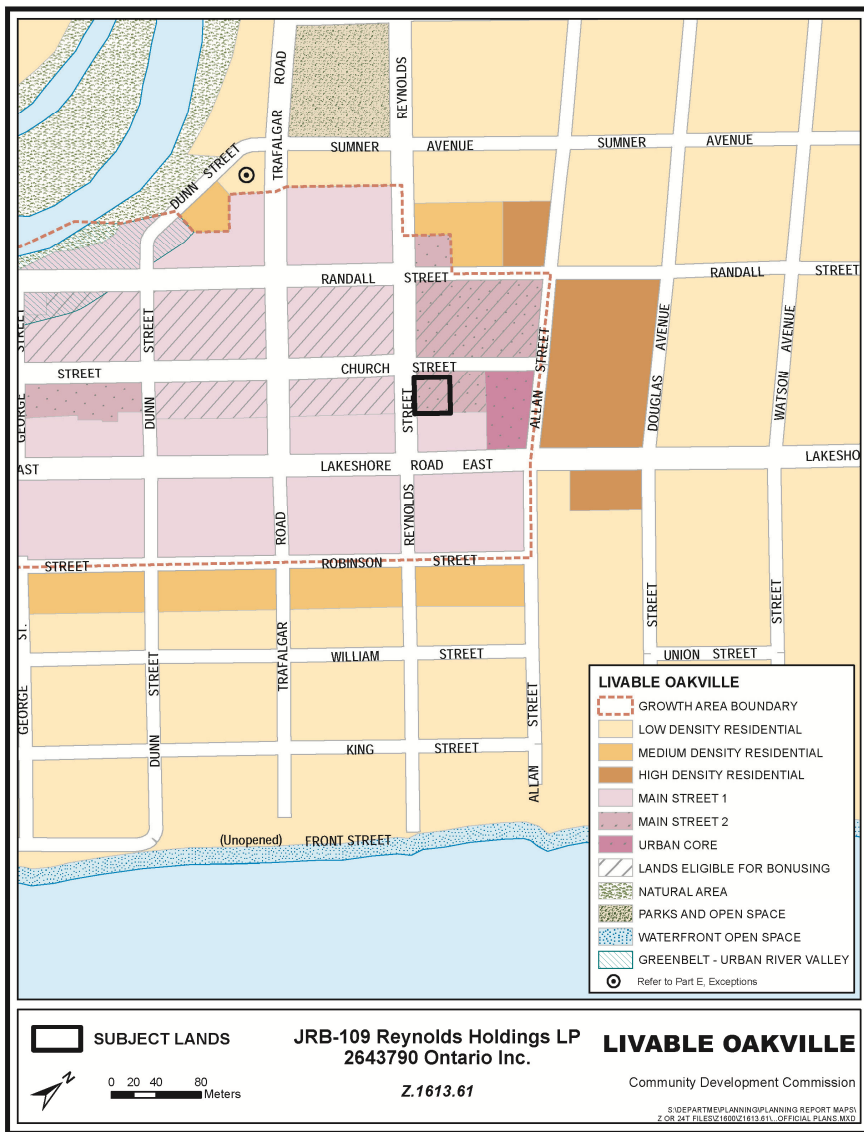 ROAD
TRAFALGAR
REYNOLDS
SUMNER AVENUE SUMNER AVENUE
DUNN STREET
RANDALL STREET RANDALL STREET
STREET
STREET
DUNN
STREET
ALLAN
AVENUE
DOUGLAS
AVENUE
WATSON
STREET CHURCH STREET
GEORGE
STREET
REYNOLDS
AST LAKESHORE ROAD EAST LAKESHO
ROAD
TRAFALGAR
STREET ROBINSON STREET
ST.
GEORGE
STREET
DUNN
STREET
ALLAN
STREET
STREET
WILLIAM STREET UNION STREET
KING STREET
(Unopened) FRONT STREET
LIVABLE OAKVILLE
GROWTH AREA BOUNDARY
LOW DENSITY RESIDENTIAL
MEDIUM DENSITY RESIDENTIAL
HIGH DENSITY RESIDENTIAL
MAIN STREET 1
MAIN STREET 2
URBAN CORE
LANDS ELIGIBLE FOR BONUSING
NATURAL AREA
PARKS AND OPEN SPACE
WATERFRONT OPEN SPACE
GREENBELT - URBAN RIVER VALLEY
Refer to Part E, Exceptions
SUBJECT LANDS
N
0 20 40 80
Meters
JRB-109 Reynolds Holdings LP
2643790 Ontario Inc.
Z.1613.61
LIVABLE OAKVILLE
Community Development Commission
S:\DEPARTME\PLANNING\PLANNING REPORT MAPS\
Z OR 24T FILES\Z1600\Z1613.61\...OFFICIAL PLANS.MXD